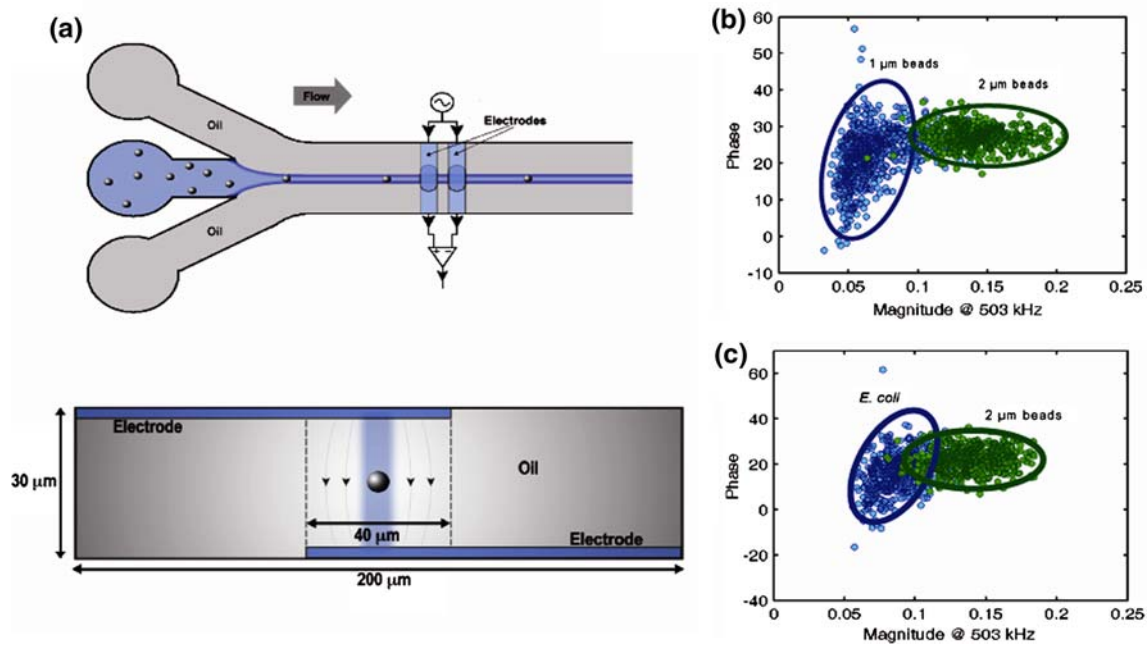 (a)
Flow
Oil
Electrodes
Oil
Electrode
Oil
30 μm
40 μm
Electrode
200 μm
(b)
60
50
40
30
20
10
0
-10
Phase
1 μm beads
2 μm beads
0
0.05
0.1
0.15
0.2
0.25
Magnitude @ 503 kHz
(c)
60
40
20
0
-20
-40
Phase
E. coli
2 μm beads
0
0.05
0.1
0.15
0.2
0.25
Magnitude @ 503 kHz